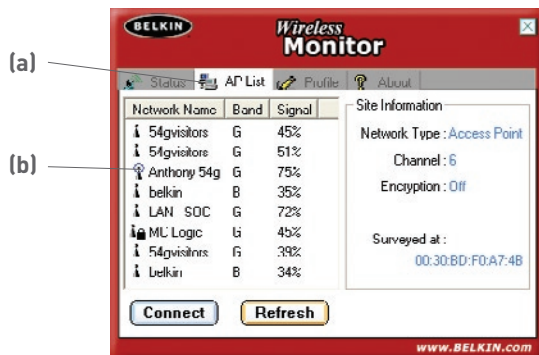 BELKIN
Wireless
Monitor
(a)
Status AP List Profile About
Network Name Band Signal
54gvisitors G 45%
54gvisitors G 51%
(b)
Anthony 54g G 75%
belkin B 35%
LAN SOC G 72%
MD Logic G 45%
54gvisitors G 39%
belkin B 34%
Site Information
Network Type : Access Point
Channel : 6
Encryption : Off
Surveyed at :
00:30:BD:F0:A7:4B
Connect Refresh
www.BELKIN.com